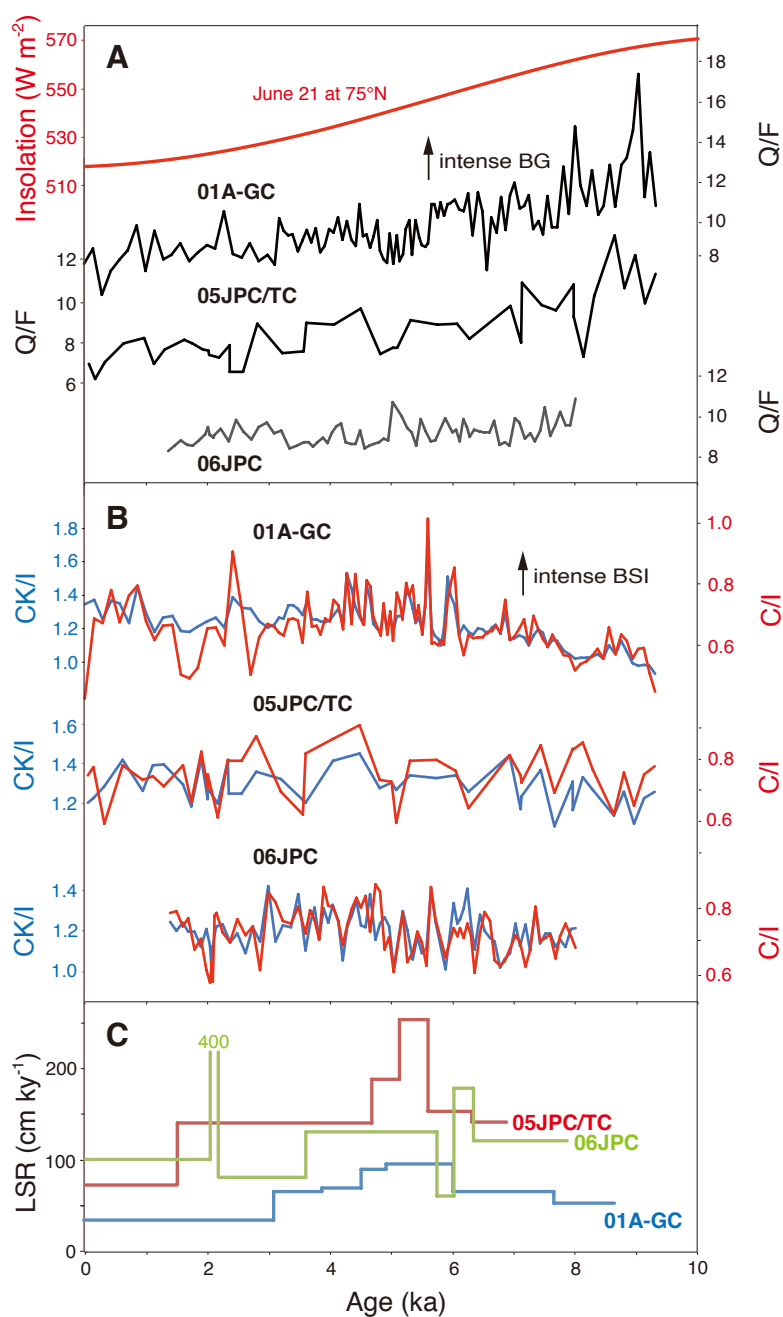 A
Insolation (W m⁻²)
570
550
530
510
June 21 at 75°N
intense BG
18
16
14
12
10
8
Q/F
01A-GC
12
10
8
6
Q/F
05JPC/TC
12
10
8
Q/F
06JPC
B
01A-GC
intense BSI
1.8
1.6
1.4
1.2
1.0
CK/I
1.0
0.8
0.6
C/I
05JPC/TC
1.6
1.4
1.2
CK/I
0.8
0.6
C/I
06JPC
1.4
1.2
1.0
CK/I
0.8
0.6
C/I
C
400
LSR (cm ky⁻¹)
200
100
0
05JPC/TC
06JPC
01A-GC
0
2
4
6
8
10
Age (ka)